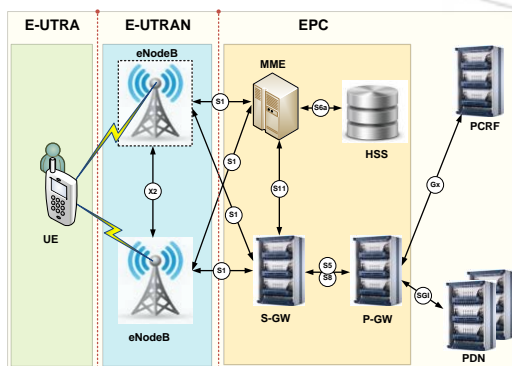 E-UTRA
E-UTRAN
EPC
eNodeB
MME
S1
S6a
HSS
PCRF
S1
X2
S11
Gx
S1
UE
S1
S5
S8
SGI
eNodeB
S-GW
P-GW
PDN